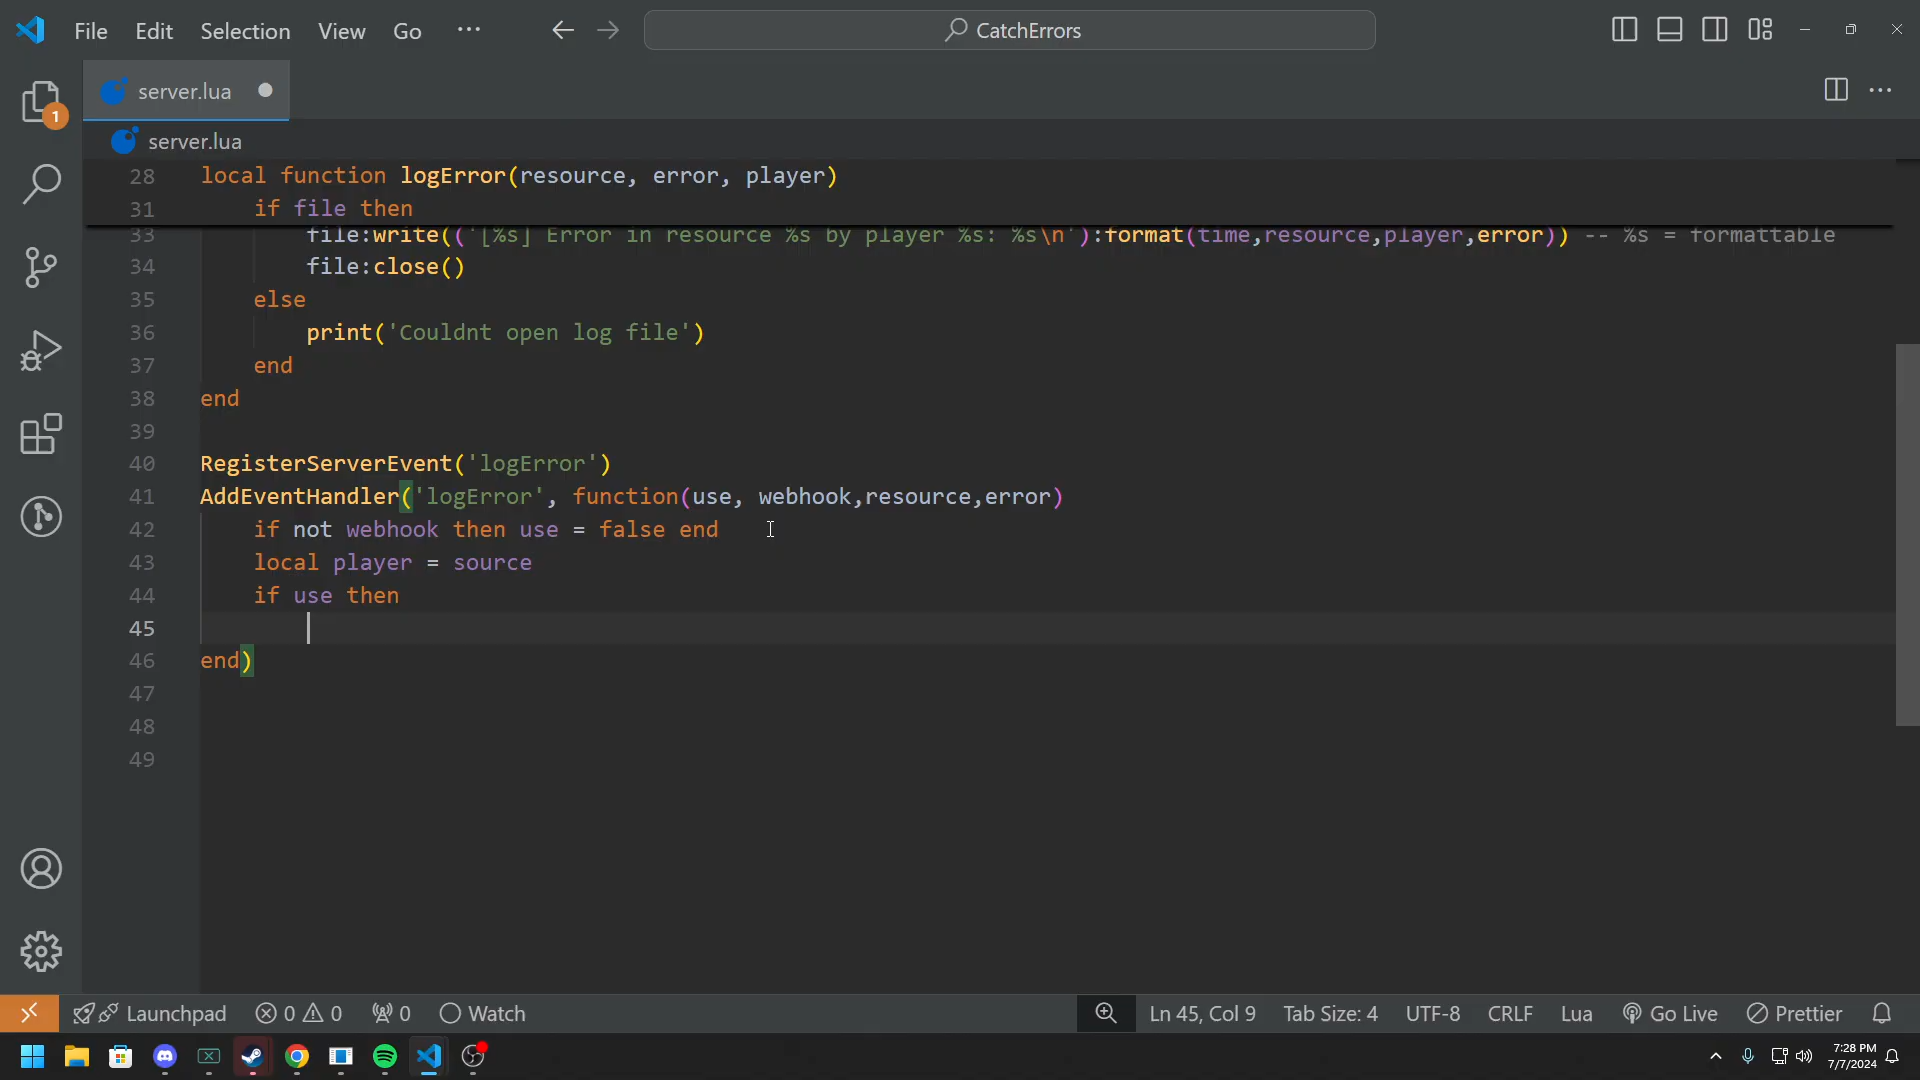 File Edit Selection View Go ··· CatchErrors
1
server.lua
server.lua
28 local function logError(resource, error, player)
31 if file then
33 file:write(('[%s] Error in resource %s by player %s: %s\n'):format(time,resource,player,error)) -- %s = formattable
34 file:close()
35 else
36 print('Couldnt open log file')
37 end
38 end
39
40 RegisterServerEvent('logError')
41 AddEventHandler('logError', function(use, webhook,resource,error)
42 if not webhook then use = false end
43 local player = source
44 if use then
45
46 end)
47
48
49
Launchpad 0 0 0 Watch Ln 45, Col 9 Tab Size: 4 UTF-8 CRLF Lua Go Live Prettier
7:28 PM
7/7/2024